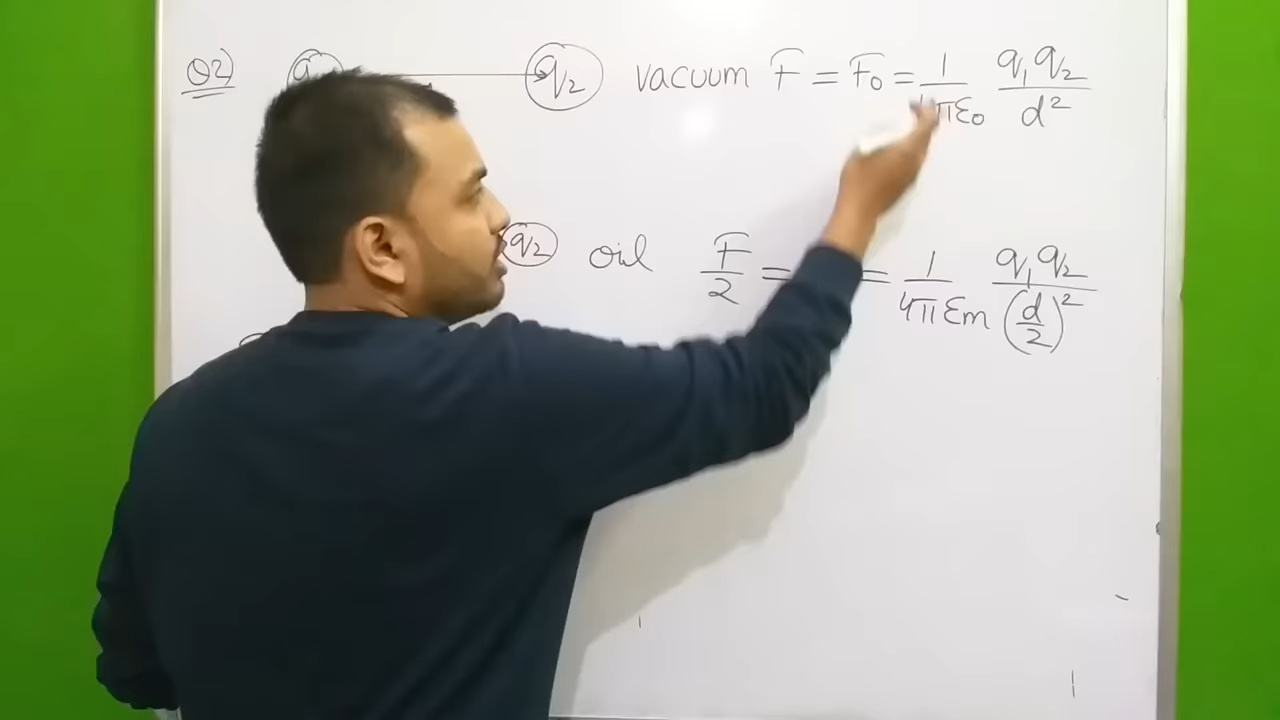 Q2) q₂ vacuum F = F₀ = 1/4πε₀ q₁q₂/d²
q₂ oil F/2 = = 1/4πεm q₁q₂/(d/2)²